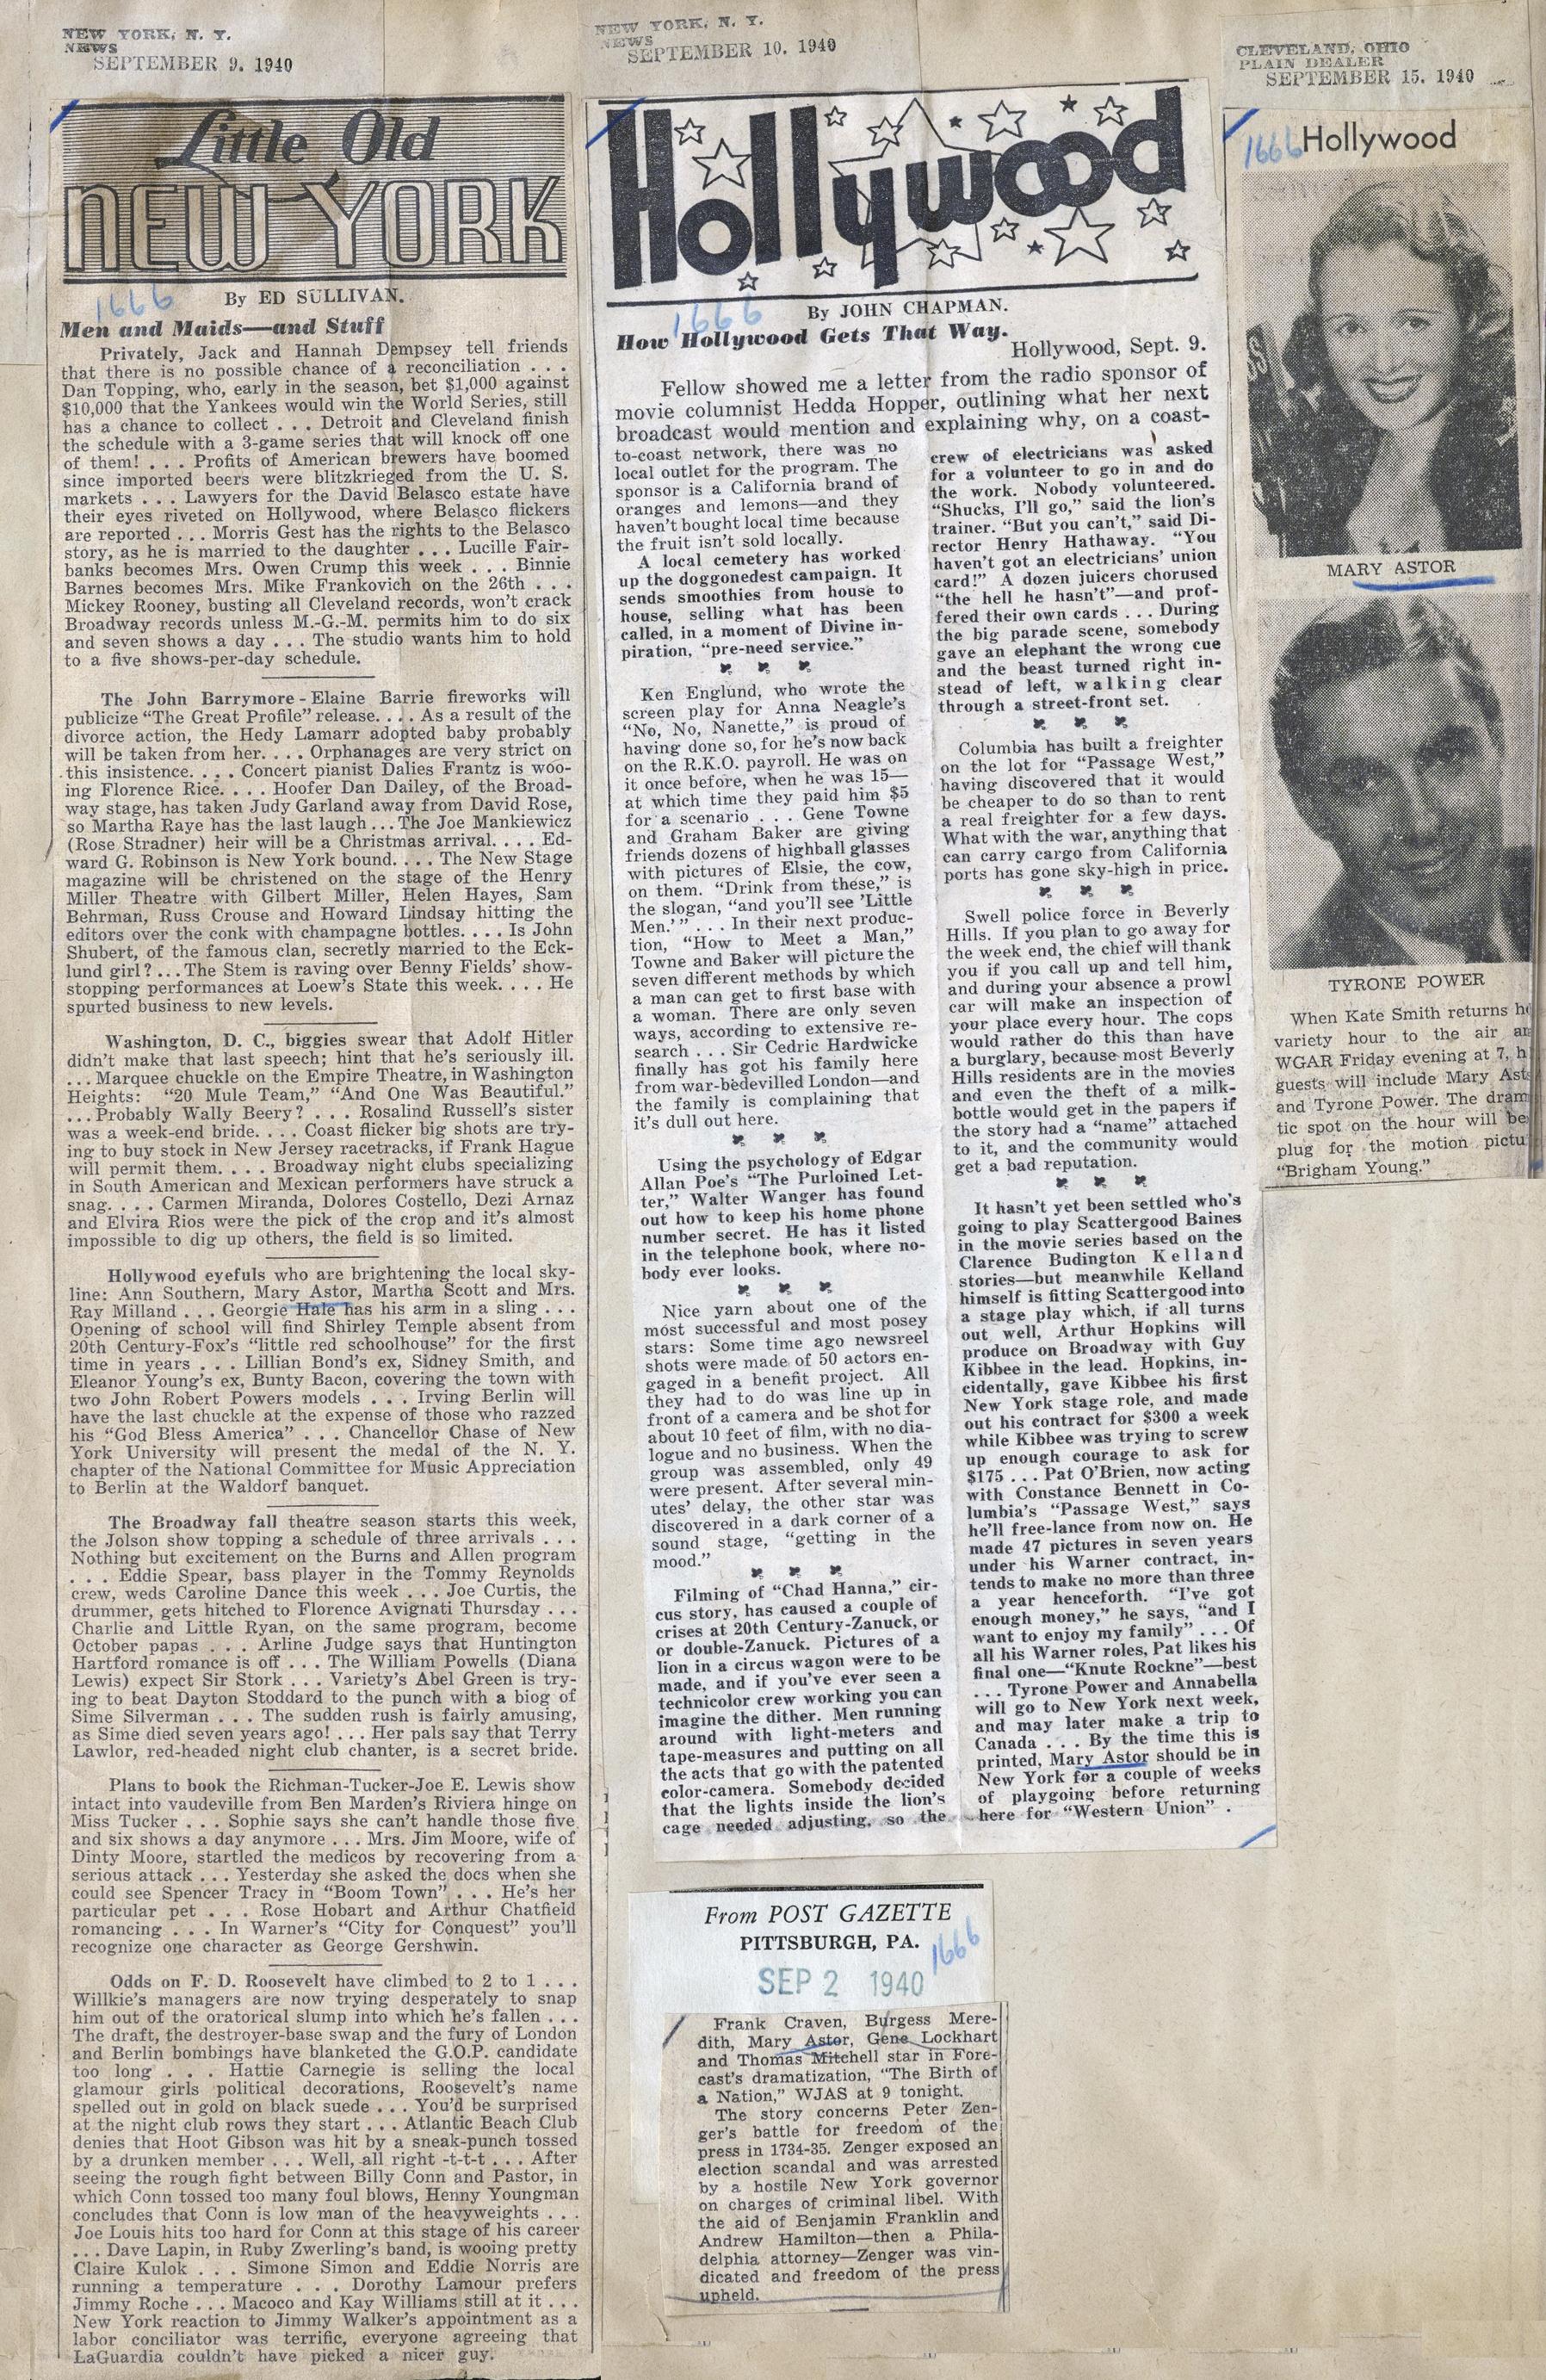 NEW YORK, N. Y.
NEWS
SEPTEMBER 9, 1940
Little Old
NEW YORK
1666
By ED SULLIVAN.
Men and Maids—and Stuff
Privately, Jack and Hannah Dempsey tell friends
that there is no possible chance of a reconciliation . . .
Dan Topping, who, early in the season, bet $1,000 against
$10,000 that the Yankees would win the World Series, still
has a chance to collect . . . Detroit and Cleveland finish
the schedule with a 3-game series that will knock off one
of them! . . . Profits of American brewers have boomed
since imported beers were blitzkrieged from the U. S.
markets . . . Lawyers for the David Belasco estate have
their eyes riveted on Hollywood, where Belasco flickers
are reported . . . Morris Gest has the rights to the Belasco
story, as he is married to the daughter . . . Lucille Fair-
banks becomes Mrs. Owen Crump this week . . . Binnie
Barnes becomes Mrs. Mike Frankovich on the 26th . . .
Mickey Rooney, busting all Cleveland records, won't crack
Broadway records unless M.-G.-M. permits him to do six
and seven shows a day . . . The studio wants him to hold
to a five shows-per-day schedule.
The John Barrymore-Elaine Barrie fireworks will
publicize "The Great Profile" release. . . . As a result of the
divorce action, the Hedy Lamarr adopted baby probably
will be taken from her. . . . Orphanages are very strict on
this insistence. . . . Concert pianist Dalies Frantz is woo-
ing Florence Rice. . . . Hoofer Dan Dailey, of the Broad-
way stage, has taken Judy Garland away from David Rose,
so Martha Raye has the last laugh . . . The Joe Mankiewicz
(Rose Stradner) heir will be a Christmas arrival. . . . Ed-
ward G. Robinson is New York bound. . . . The New Stage
magazine will be christened on the stage of the Henry
Miller Theatre with Gilbert Miller, Helen Hayes, Sam
Behrman, Russ Crouse and Howard Lindsay hitting the
editors over the conk with champagne bottles. . . . Is John
Shubert, of the famous clan, secretly married to the Eck-
lund girl? . . . The Stem is raving over Benny Fields' show-
stopping performances at Loew's State this week. . . . He
spurted business to new levels.
Washington, D. C., biggies swear that Adolf Hitler
didn't make that last speech; hint that he's seriously ill.
. . . Marquee chuckle on the Empire Theatre, in Washington
Heights: "20 Mule Team," "And One Was Beautiful."
. . . Probably Wally Beery? . . . Rosalind Russell's sister
was a week-end bride. . . . Coast flicker big shots are try-
ing to buy stock in New Jersey racetracks, if Frank Hague
will permit them. . . . Broadway night clubs specializing
in South American and Mexican performers have struck a
snag. . . . Carmen Miranda, Dolores Costello, Dezi Arnaz
and Elvira Rios were the pick of the crop and it's almost
impossible to dig up others, the field is so limited.
Hollywood eyefuls who are brightening the local sky-
line: Ann Southern, Mary Astor, Martha Scott and Mrs.
Ray Milland . . . Georgie Hale has his arm in a sling . . .
Opening of school will find Shirley Temple absent from
20th Century-Fox's "little red schoolhouse" for the first
time in years . . . Lillian Bond's ex, Sidney Smith, and
Eleanor Young's ex, Bunty Bacon, covering the town with
two John Robert Powers models . . . Irving Berlin will
have the last chuckle at the expense of those who razzed
his "God Bless America" . . . Chancellor Chase of New
York University will present the medal of the N. Y.
chapter of the National Committee for Music Appreciation
to Berlin at the Waldorf banquet.
The Broadway fall theatre season starts this week,
the Jolson show topping a schedule of three arrivals . . .
Nothing but excitement on the Burns and Allen program
. . . Eddie Spear, bass player in the Tommy Reynolds
crew, weds Caroline Dance this week . . . Joe Curtis, the
drummer, gets hitched to Florence Avignati Thursday . . .
Charlie and Little Ryan, on the same program, become
October papas . . . Arline Judge says that Huntington
Hartford romance is off . . . The William Powells (Diana
Lewis) expect Sir Stork . . . Variety's Abel Green is try-
ing to beat Dayton Stoddard to the punch with a biog of
Sime Silverman . . . The sudden rush is fairly amusing,
as Sime died seven years ago! . . . Her pals say that Terry
Lawlor, red-headed night club chanter, is a secret bride.
Plans to book the Richman-Tucker-Joe E. Lewis show
intact into vaudeville from Ben Marden's Riviera hinge on
Miss Tucker . . . Sophie says she can't handle those five
and six shows a day anymore . . . Mrs. Jim Moore, wife of
Dinty Moore, startled the medicos by recovering from a
serious attack . . . Yesterday she asked the docs when she
could see Spencer Tracy in "Boom Town" . . . He's her
particular pet . . . Rose Hobart and Arthur Chatfield
romancing . . . In Warner's "City for Conquest" you'll
recognize one character as George Gershwin.
Odds on F. D. Roosevelt have climbed to 2 to 1 . . .
Willkie's managers are now trying desperately to snap
him out of the oratorical slump into which he's fallen . . .
The draft, the destroyer-base swap and the fury of London
and Berlin bombings have blanketed the G.O.P. candidate
too long . . . Hattie Carnegie is selling the local
glamour girls political decorations, Roosevelt's name
spelled out in gold on black suede . . . You'd be surprised
at the night club rows they start . . . Atlantic Beach Club
denies that Hoot Gibson was hit by a sneak-punch tossed
by a drunken member . . . Well, all right -t-t-t . . . After
seeing the rough fight between Billy Conn and Pastor, in
which Conn tossed too many foul blows, Henny Youngman
concludes that Conn is low man of the heavyweights . . .
Joe Louis hits too hard for Conn at this stage of his career
. . . Dave Lapin, in Ruby Zwerling's band, is wooing pretty
Claire Kulok . . . Simone Simon and Eddie Norris are
running a temperature . . . Dorothy Lamour prefers
Jimmy Roche . . . Macoco and Kay Williams still at it . . .
New York reaction to Jimmy Walker's appointment as a
labor conciliator was terrific, everyone agreeing that
LaGuardia couldn't have picked a nicer guy.
NEW YORK, N. Y.
NEWS
SEPTEMBER 10, 1940
Hollywood
1666
By JOHN CHAPMAN.
How Hollywood Gets That Way.
Hollywood, Sept. 9.
Fellow showed me a letter from the radio sponsor of
movie columnist Hedda Hopper, outlining what her next
broadcast would mention and explaining why, on a coast-
to-coast network, there was no
local outlet for the program. The
sponsor is a California brand of
oranges and lemons—and they
haven't bought local time because
the fruit isn't sold locally.
A local cemetery has worked
up the doggonedest campaign. It
sends smoothies from house to
house, selling what has been
called, in a moment of Divine in-
piration, "pre-need service."
Ken Englund, who wrote the
screen play for Anna Neagle's
"No, No, Nanette," is proud of
having done so, for he's now back
on the R.K.O. payroll. He was on
it once before, when he was 15—
at which time they paid him $5
for a scenario . . . Gene Towne
and Graham Baker are giving
friends dozens of highball glasses
with pictures of Elsie, the cow,
on them. "Drink from these," is
the slogan, "and you'll see 'Little
Men.'" . . . In their next produc-
tion, "How to Meet a Man,"
Towne and Baker will picture the
seven different methods by which
a man can get to first base with
a woman. There are only seven
ways, according to extensive re-
search . . . Sir Cedric Hardwicke
finally has got his family here
from war-bedevilled London—and
the family is complaining that
it's dull out here.
Using the psychology of Edgar
Allan Poe's "The Purloined Let-
ter," Walter Wanger has found
out how to keep his home phone
number secret. He has it listed
in the telephone book, where no-
body ever looks.
Nice yarn about one of the
most successful and most posey
stars: Some time ago newsreel
shots were made of 50 actors en-
gaged in a benefit project. All
they had to do was line up in
front of a camera and be shot for
about 10 feet of film, with no dia-
logue and no business. When the
group was assembled, only 49
were present. After several min-
utes' delay, the other star was
discovered in a dark corner of a
sound stage, "getting in the
mood."
Filming of "Chad Hanna," cir-
cus story, has caused a couple of
crises at 20th Century-Zanuck, or
or double-Zanuck. Pictures of a
lion in a circus wagon were to be
made, and if you've ever seen a
technicolor crew working you can
imagine the dither. Men running
around with light-meters and
tape-measures and putting on all
the acts that go with the patented
color-camera. Somebody decided
that the lights inside the lion's
cage needed adjusting, so the
crew of electricians was asked
for a volunteer to go in and do
the work. Nobody volunteered.
"Shucks, I'll go," said the lion's
trainer. "But you can't," said Di-
rector Henry Hathaway. "You
haven't got an electricians' union
card!" A dozen juicers chorused
"the hell he hasn't"—and prof-
fered their own cards . . . During
the big parade scene, somebody
gave an elephant the wrong cue
and the beast turned right in-
stead of left, walking clear
through a street-front set.
Columbia has built a freighter
on the lot for "Passage West,"
having discovered that it would
be cheaper to do so than to rent
a real freighter for a few days.
What with the war, anything that
can carry cargo from California
ports has gone sky-high in price.
Swell police force in Beverly
Hills. If you plan to go away for
the week end, the chief will thank
you if you call up and tell him,
and during your absence a prowl
car will make an inspection of
your place every hour. The cops
would rather do this than have
a burglary, because most Beverly
Hills residents are in the movies
and even the theft of a milk-
bottle would get in the papers if
the story had a "name" attached
to it, and the community would
get a bad reputation.
It hasn't yet been settled who's
going to play Scattergood Baines
in the movie series based on the
Clarence Budington Kelland
stories—but meanwhile Kelland
himself is fitting Scattergood into
a stage play which, if all turns
out well, Arthur Hopkins will
produce on Broadway with Guy
Kibbee in the lead. Hopkins, in-
cidentally, gave Kibbee his first
New York stage role, and made
out his contract for $300 a week
while Kibbee was trying to screw
up enough courage to ask for
$175 . . . Pat O'Brien, now acting
with Constance Bennett in Co-
lumbia's "Passage West," says
he'll free-lance from now on. He
made 47 pictures in seven years
under his Warner contract, in-
tends to make no more than three
a year henceforth. "I've got
enough money," he says, "and I
want to enjoy my family" . . . Of
all his Warner roles, Pat likes his
final one—"Knute Rockne"—best
. . . Tyrone Power and Annabella
will go to New York next week,
and may later make a trip to
Canada . . . By the time this is
printed, Mary Astor should be in
New York for a couple of weeks
of playgoing before returning
here for "Western Union" .
From POST GAZETTE
PITTSBURGH, PA.
1666
SEP 2 1940
Frank Craven, Burgess Mere-
dith, Mary Astor, Gene Lockhart
and Thomas Mitchell star in Fore-
cast's dramatization, "The Birth of
a Nation," WJAS at 9 tonight.
The story concerns Peter Zen-
ger's battle for freedom of the
press in 1734-35. Zenger exposed an
election scandal and was arrested
by a hostile New York governor
on charges of criminal libel. With
the aid of Benjamin Franklin and
Andrew Hamilton—then a Phila-
delphia attorney—Zenger was vin-
dicated and freedom of the press
upheld.
CLEVELAND, OHIO
PLAIN DEALER
SEPTEMBER 15, 1940
1666
Hollywood
MARY ASTOR
TYRONE POWER
When Kate Smith returns
variety hour to the air
WGAR Friday evening at 7,
guests will include Mary
and Tyrone Power. The
tic spot on the hour will be
plug for the motion
"Brigham Young."